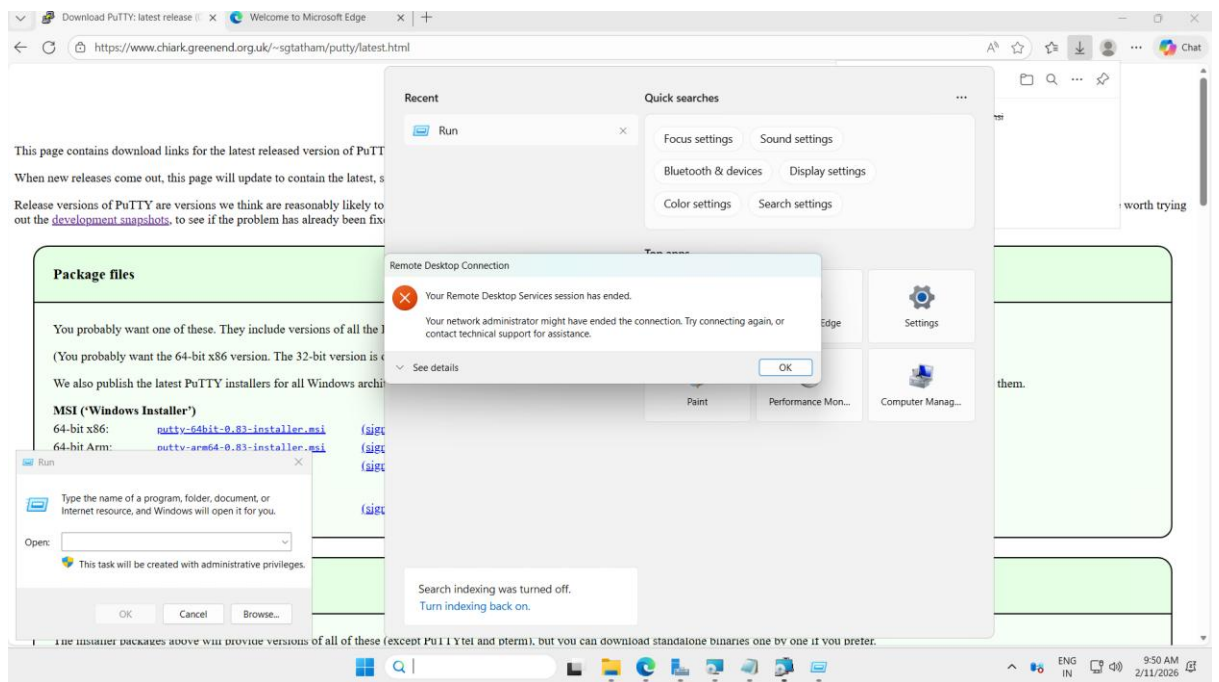 Download PuTTY: latest release (
Welcome to Microsoft Edge
https://www.chiark.greenend.org.uk/~sgtatham/putty/latest.html
Chat
This page contains download links for the latest released version of PuTT
When new releases come out, this page will update to contain the latest, s
Release versions of PuTTY are versions we think are reasonably likely to
worth trying
out the development snapshots, to see if the problem has already been fix
Package files
You probably want one of these. They include versions of all the
(You probably want the 64-bit x86 version. The 32-bit version is
We also publish the latest PuTTY installers for all Windows archi
them.
MSI (‘Windows Installer’)
64-bit x86: putty-64bit-0.83-installer.msi (sig
64-bit Arm: putty-arm64-0.83-installer.msi (sig
(sig
(sig
The installer packages above will provide versions of all of these (except PuTTYtel and pterm), but you can download standalone binaries one by one if you prefer.
Recent
Run
Quick searches
Focus settings
Sound settings
Bluetooth & devices
Display settings
Color settings
Search settings
Top apps
Edge
Settings
Paint
Performance Mon...
Computer Manag...
Search indexing was turned off.
Turn indexing back on.
Remote Desktop Connection
Your Remote Desktop Services session has ended.
Your network administrator might have ended the connection. Try connecting again, or
contact technical support for assistance.
See details
OK
Run
Type the name of a program, folder, document, or
Internet resource, and Windows will open it for you.
Open:
This task will be created with administrative privileges.
OK
Cancel
Browse...
ENG
IN
9:50 AM
2/11/2026